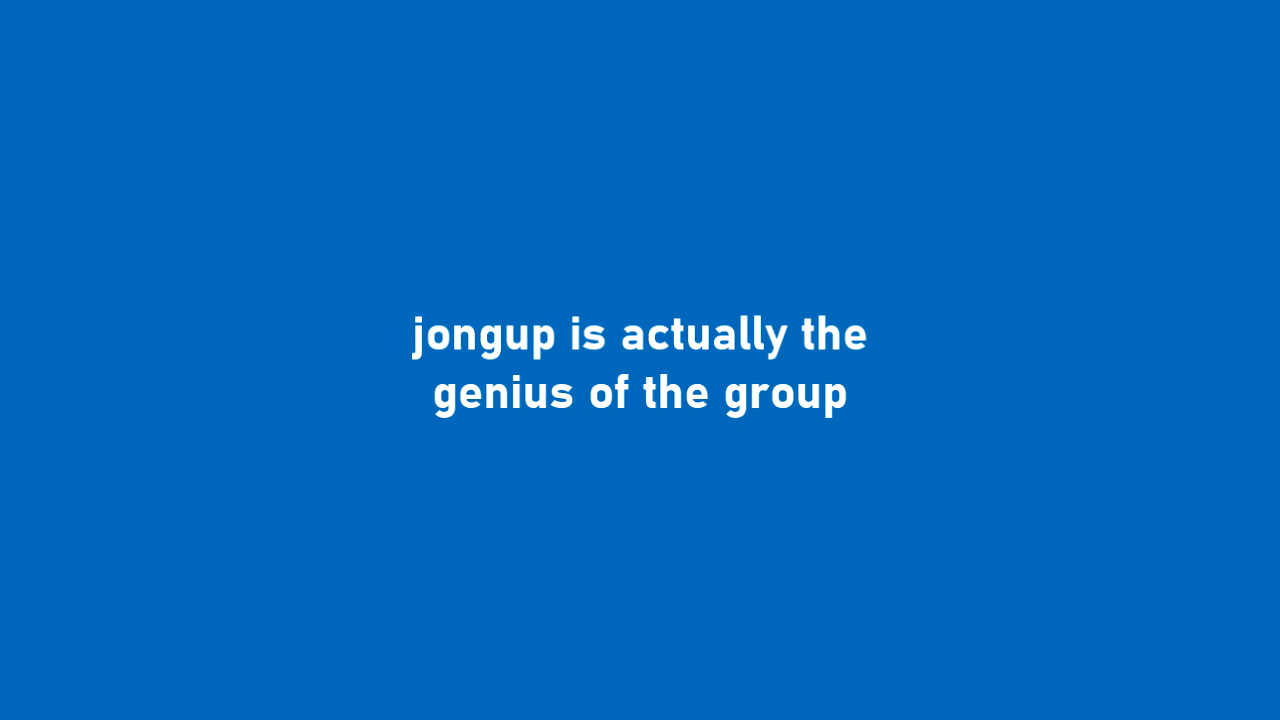 jongup is actually the
genius of the group